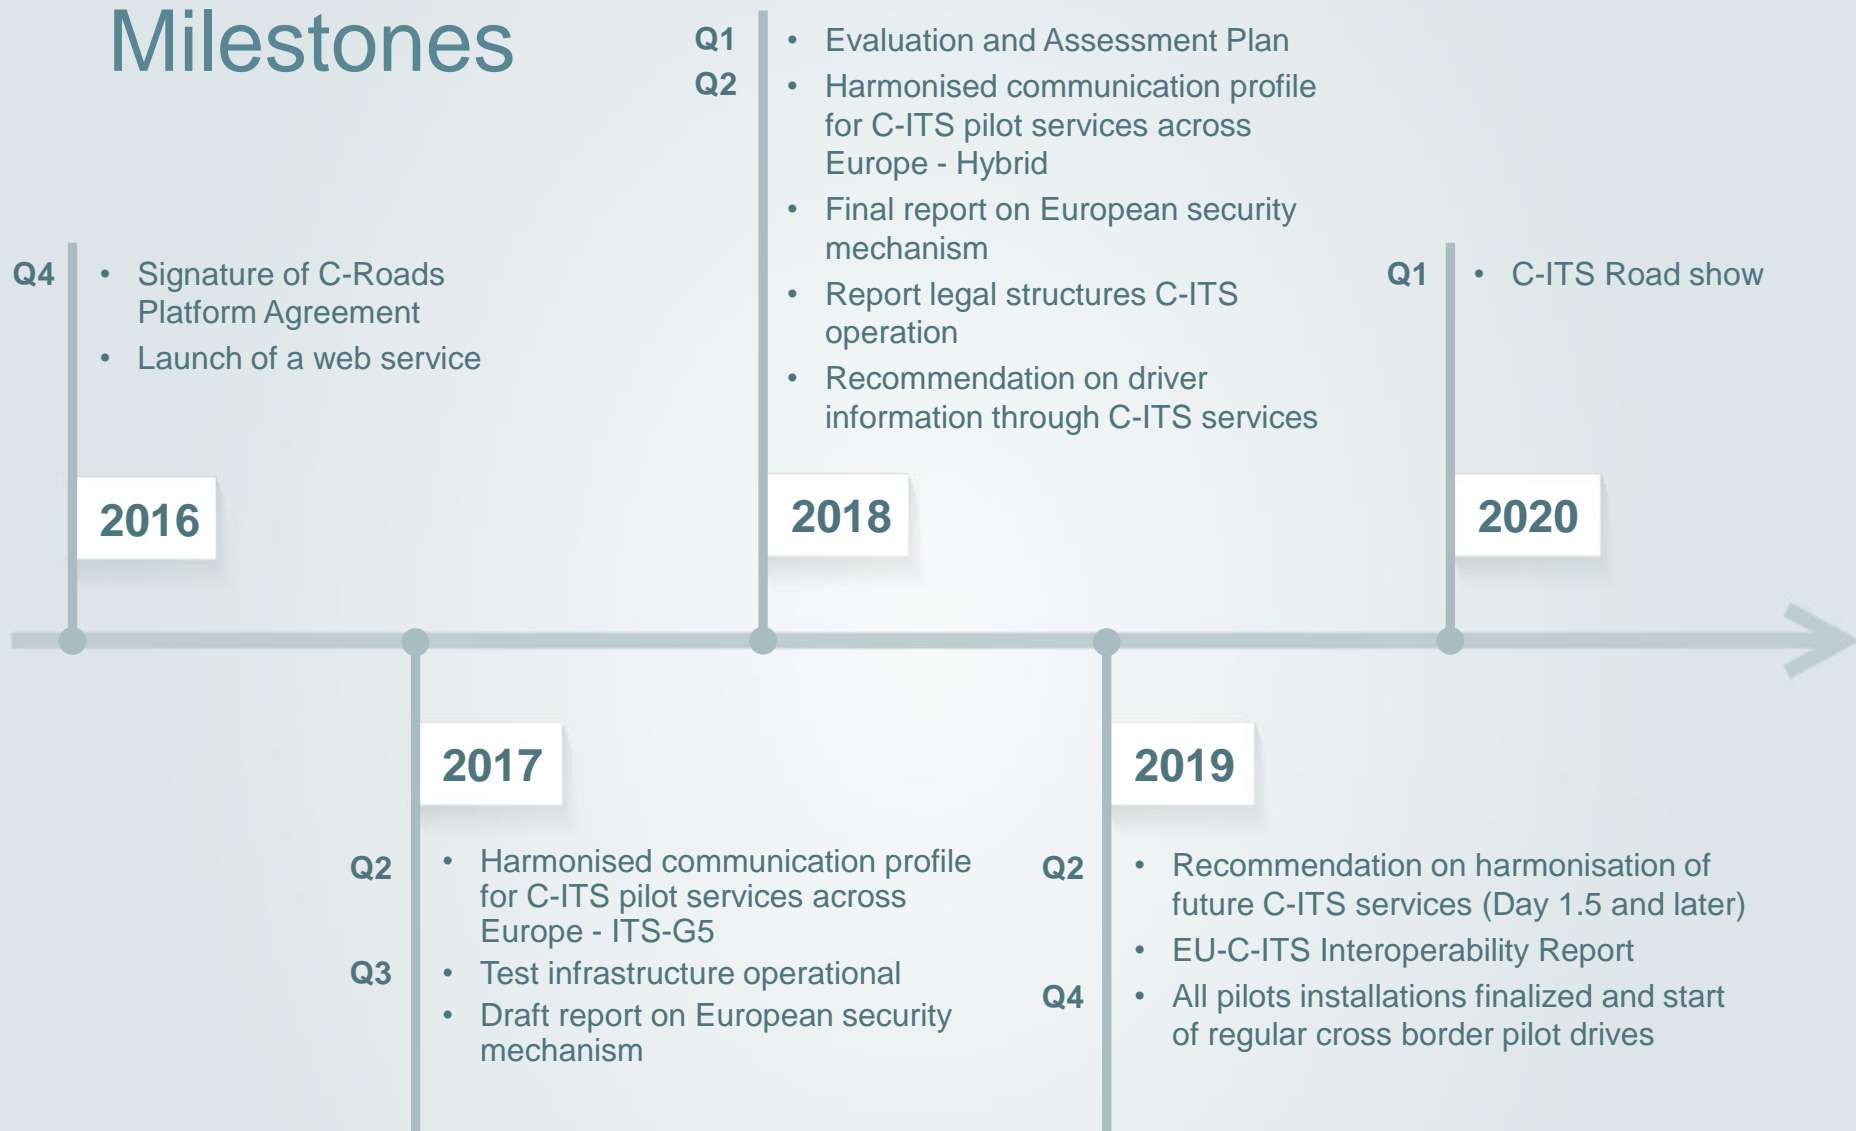 Milestones
Q4
• Signature of C-Roads
Platform Agreement
• Launch of a web service
2016
2017
Q2
• Harmonised communication profile
for C-ITS pilot services across
Europe - ITS-G5
Q3
• Test infrastructure operational
• Draft report on European security
mechanism
Q1
• Evaluation and Assessment Plan
Q2
• Harmonised communication profile
for C-ITS pilot services across
Europe - Hybrid
• Final report on European security
mechanism
• Report legal structures C-ITS
operation
• Recommendation on driver
information through C-ITS services
2018
2019
Q2
• Recommendation on harmonisation of
future C-ITS services (Day 1.5 and later)
• EU-C-ITS Interoperability Report
Q4
• All pilots installations finalized and start
of regular cross border pilot drives
Q1
• C-ITS Road show
2020